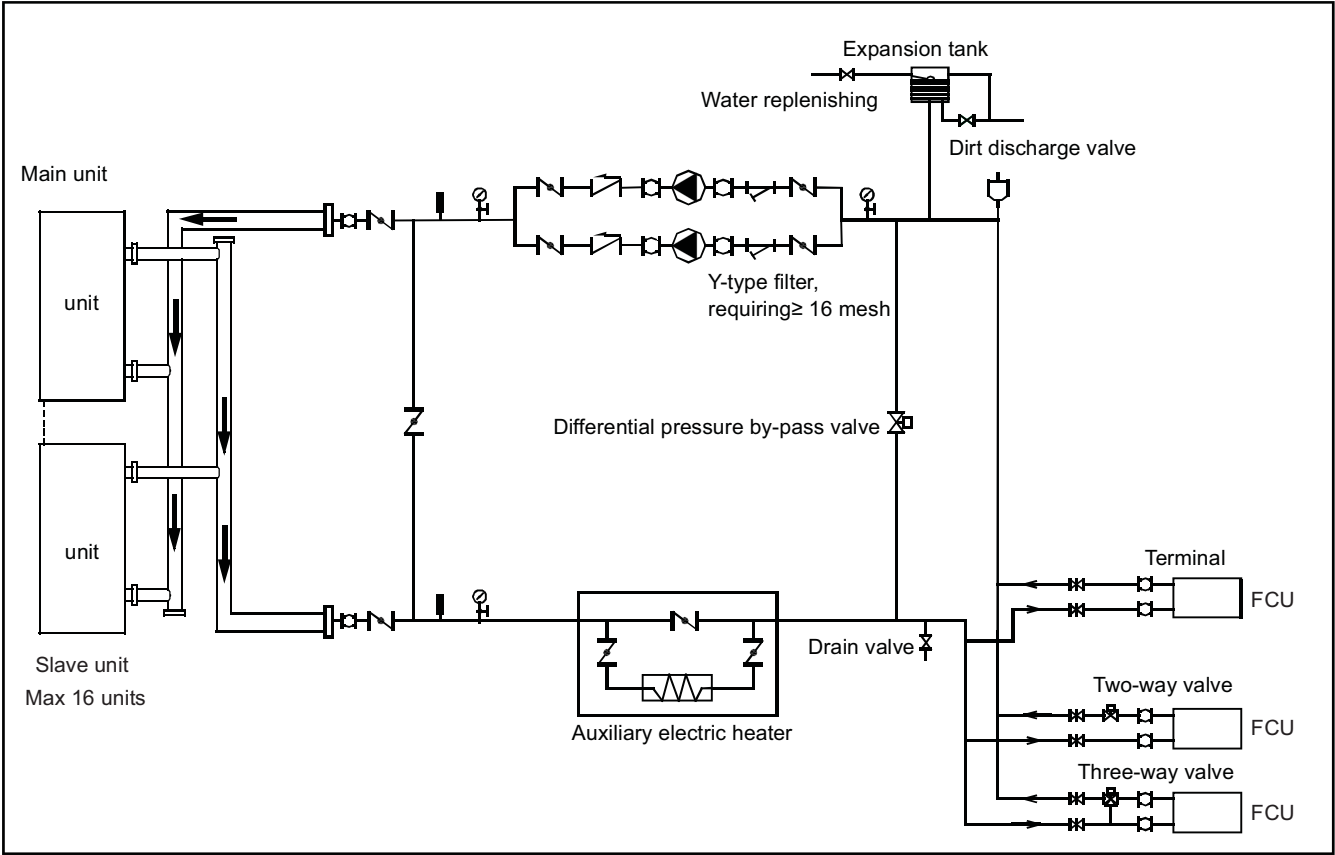 Expansion tank
Water replenishing
Dirt discharge valve
Main unit
unit
Y-type filter,
requiring≥ 16 mesh
Differential pressure by-pass valve
unit
Terminal
FCU
Drain valve
Slave unit
Max 16 units
Two-way valve
FCU
Auxiliary electric heater
Three-way valve
FCU